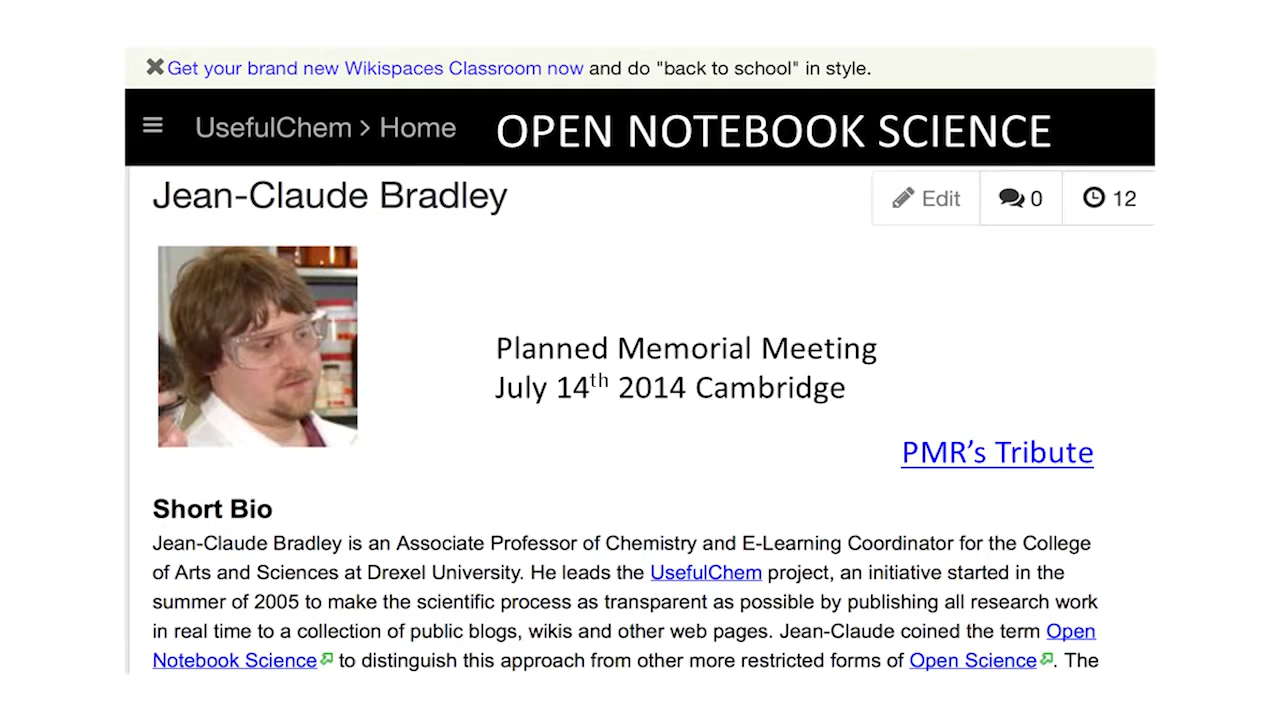 Get your brand new Wikispaces Classroom now and do "back to school" in style.
UsefulChem > Home OPEN NOTEBOOK SCIENCE
Jean-Claude Bradley
Edit 0 12
Planned Memorial Meeting
July 14th 2014 Cambridge
PMR’s Tribute
Short Bio
Jean-Claude Bradley is an Associate Professor of Chemistry and E-Learning Coordinator for the College
of Arts and Sciences at Drexel University. He leads the UsefulChem project, an initiative started in the
summer of 2005 to make the scientific process as transparent as possible by publishing all research work
in real time to a collection of public blogs, wikis and other web pages. Jean-Claude coined the term Open
Notebook Science to distinguish this approach from other more restricted forms of Open Science. The